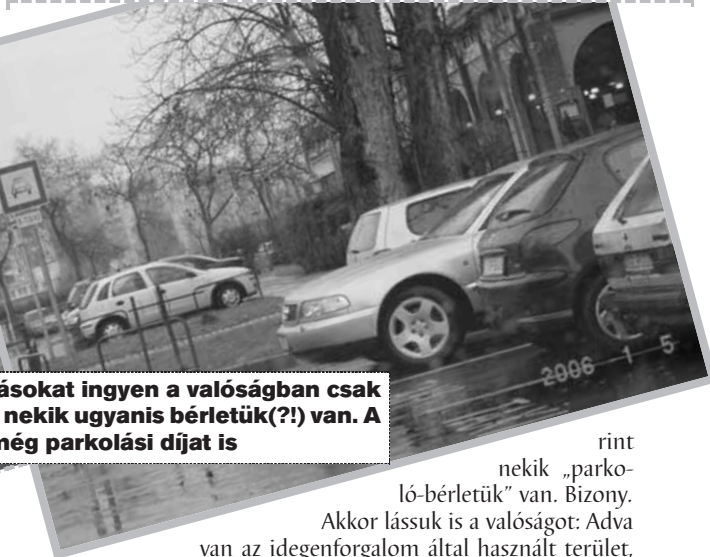 2006 1 5
ásokat ingyen a valóságban csak
nekik ugyanis bérletük(?!) van. A
még parkolási díjat is
rint
nekik „parko-
ló-bérletük” van. Bizony.
Akkor lássuk is a valóságot: Adva
van az idegenforgalom által használt terület,